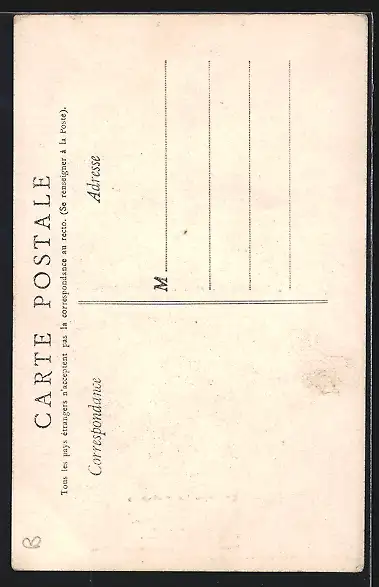 CARTE POSTALE
Tous les pays étrangers n'acceptent pas la correspondance au recto. (Se renseigner à la Poste).
Correspondance
Adresse
M
B